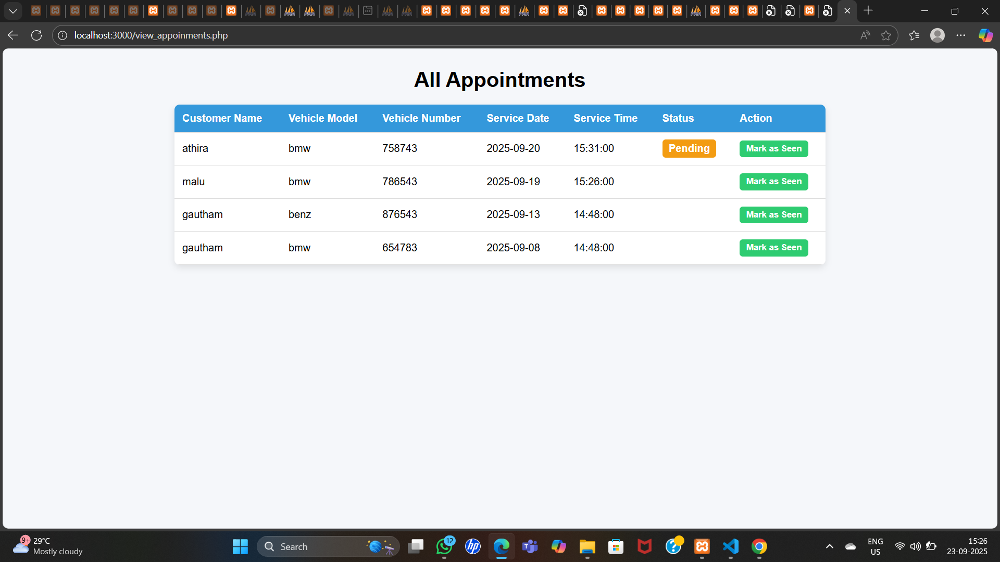 localhost:3000/view_appoinments.php
All Appointments
Customer Name Vehicle Model Vehicle Number Service Date Service Time Status Action
athira bmw 758743 2025-09-20 15:31:00 Pending Mark as Seen
malu bmw 786543 2025-09-19 15:26:00 Mark as Seen
gautham benz 876543 2025-09-13 14:48:00 Mark as Seen
gautham bmw 654783 2025-09-08 14:48:00 Mark as Seen
9+ 29°C
Mostly cloudy
Search
12
hp
ENG
US
15:26
23-09-2025